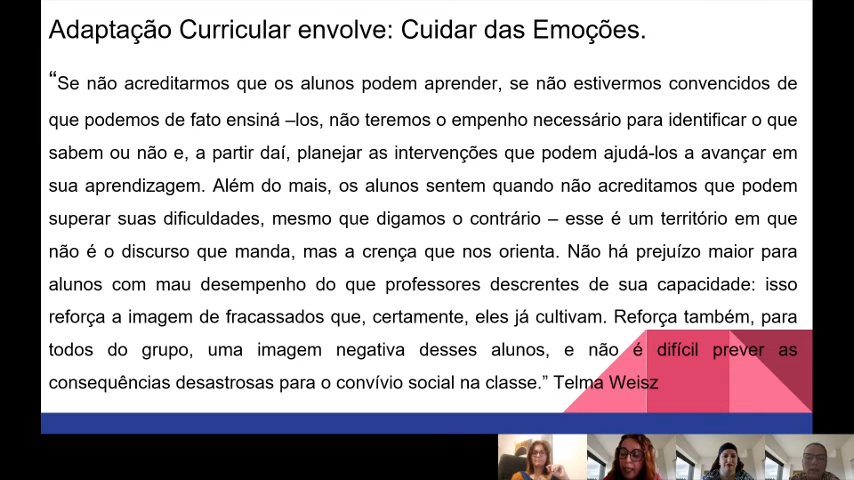 Adaptação Curricular envolve: Cuidar das Emoções.
“Se não acreditarmos que os alunos podem aprender, se não estivermos convencidos de
que podemos de fato ensiná –los, não teremos o empenho necessário para identificar o que
sabem ou não e, a partir daí, planejar as intervenções que podem ajudá-los a avançar em
sua aprendizagem. Além do mais, os alunos sentem quando não acreditamos que podem
superar suas dificuldades, mesmo que digamos o contrário – esse é um território em que
não é o discurso que manda, mas a crença que nos orienta. Não há prejuízo maior para
alunos com mau desempenho do que professores descrentes de sua capacidade: isso
reforça a imagem de fracassados que, certamente, eles já cultivam. Reforça também, para
todos do grupo, uma imagem negativa desses alunos, e não é difícil prever as
consequências desastrosas para o convívio social na classe.” Telma Weisz